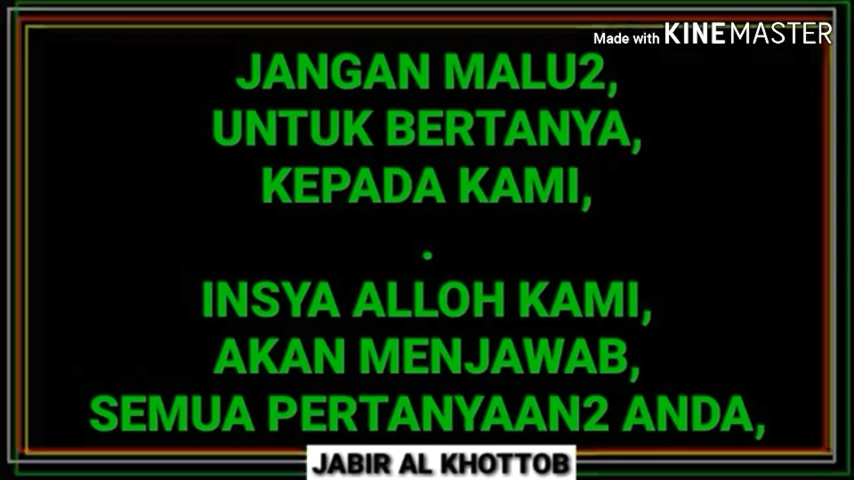 Made with KINEMASTER
JANGAN MALU2,
UNTUK BERTANYA,
KEPADA KAMI,
.
INSYA ALLOH KAMI,
AKAN MENJAWAB,
SEMUA PERTANYAAN2 ANDA,
JABIR AL KHOTTOB